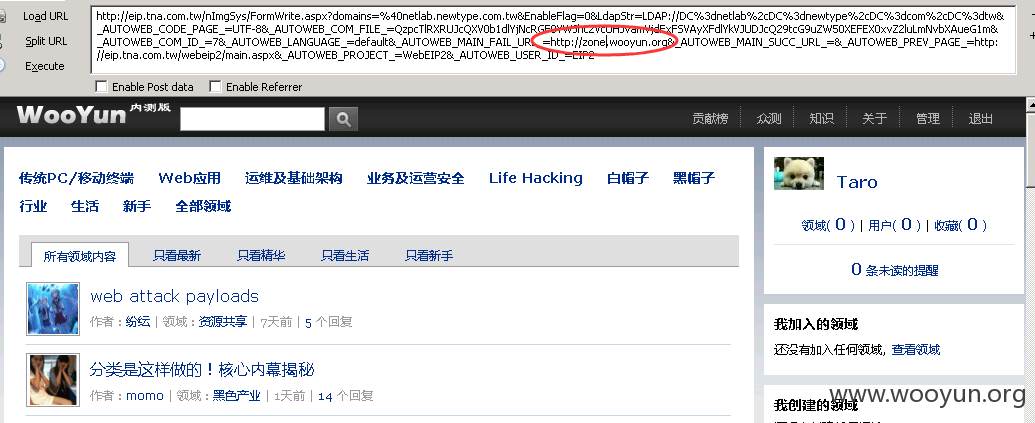 Load URL
Split URL
Execute
http://eip.tna.com.tw/nImgSys/FormWrite.aspx?domains=%40netlab.newtype.com.tw&EnableFlag=0&LdapStr=LDAP://DC%3dnetlab%2cDC%3dnewtype%2cDC%3dcom%2cDC%3dtw&
_AUTOWEB_CODE_PAGE_=UTF-8&_AUTOWEB_COM_FILE_
_AUTOWEB_COM_ID_=7&_AUTOWEB_LANGUAGE_=default&_AUTOWEB_MAIN_FAIL_URL_=http://zone.wooyun.org&_AUTOWEB_MAIN_SUCC_URL_=&_AUTOWEB_PREV_PAGE_=http:
//eip.tna.com.tw/webeip2/main.aspx&_AUTOWEB_PROJECT_=WebEIP2&_AUTOWEB_USER_ID_=EIP2
Enable Post data Enable Referrer
WooYun 内测版
贡献榜 众测 知识 关于 管理 退出
传统PC/移动终端 Web应用 运维及基础架构 业务及运营安全 Life Hacking 白帽子 黑帽子
行业 生活 新手 全部领域
所有领域内容 只看最新 只看精华 只看生活 只看新手
web attack payloads
作者：纷纭 | 领域：资源共享 | 7天前 | 5 个回复
分类是这样做的！核心内幕揭秘
作者：momo | 领域：黑色产业 | 1天前 | 14 个回复
Taro
领域( 0 ) | 用户( 0 ) | 收藏( 0 )
0 条未读的提醒
我加入的领域
还没有加入任何领域, 查看领域
我创建的领域
www.wooyun.org